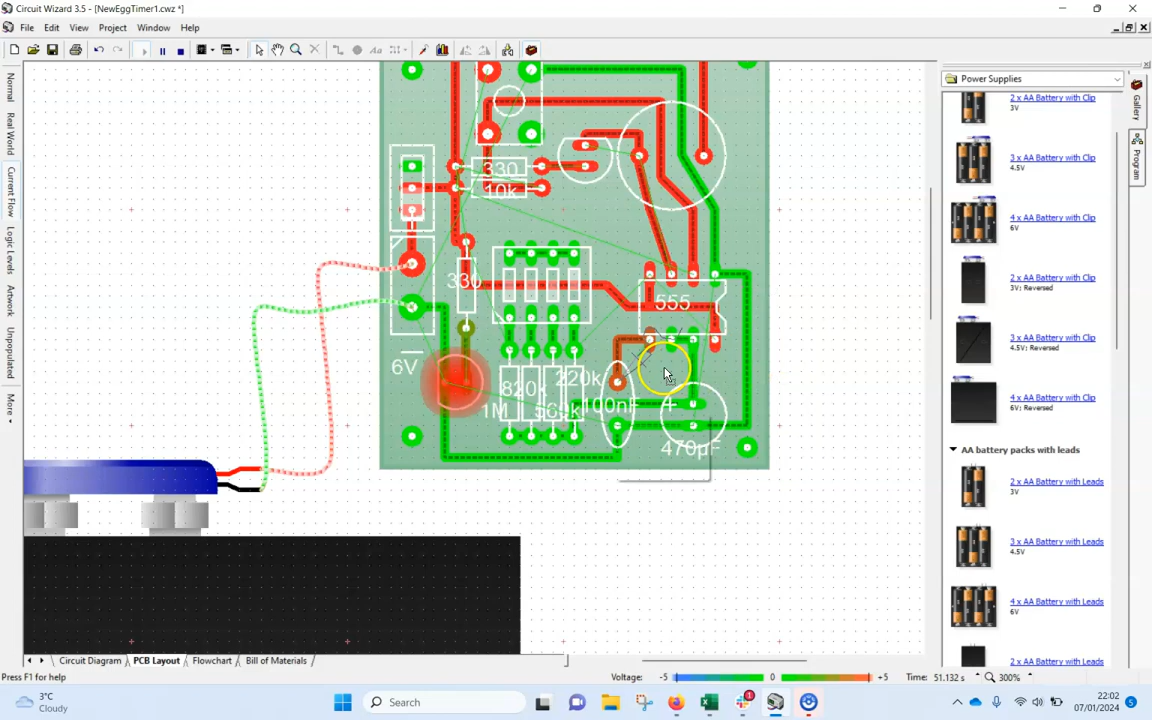 Circuit Wizard 3.5 - [NewEggTimer1.cwz *]
File Edit View Project Window Help
Power Supplies
Normal
Real World
Current Flow
Logic Levels
Artwork
Unpopulated
More
Gallery
Program
2 x AA Battery with Clip
3V
3 x AA Battery with Clip
4.5V
4 x AA Battery with Clip
6V
2 x AA Battery with Clip
3V: Reversed
3 x AA Battery with Clip
4.5V: Reversed
4 x AA Battery with Clip
6V: Reversed
AA battery packs with leads
2 x AA Battery with Leads
3V
3 x AA Battery with Leads
4.5V
4 x AA Battery with Leads
6V
2 x AA Battery with Leads
330
10k
330
555
6V
820k
220k
1M
560k
100nF
470µF
Circuit Diagram PCB Layout Flowchart Bill of Materials
Press F1 for help
Voltage: -5 0 +5 Time: 51.132 s 300%
3°C
Cloudy
Search
1
22:02
07/01/2024
5